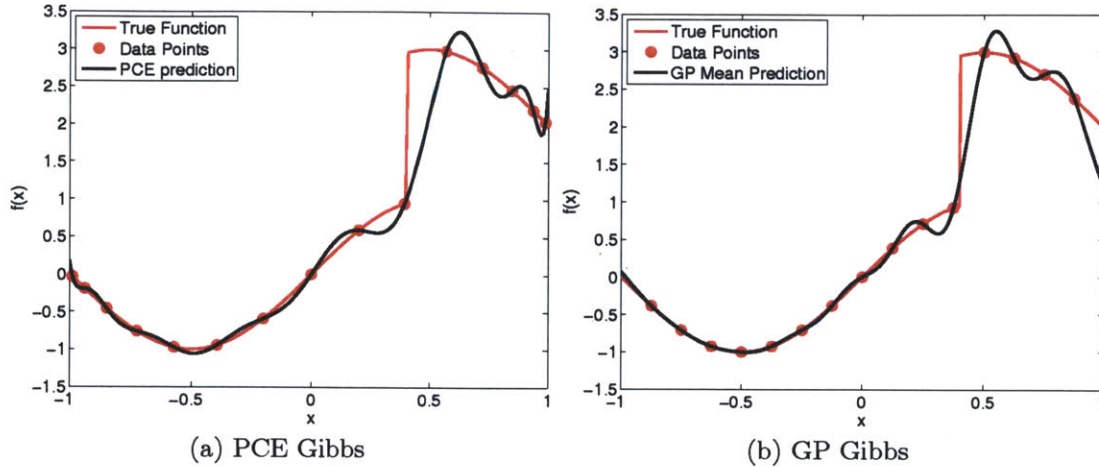 True Function
Data Points
PCE prediction
3.5
3
2.5
2
1.5
1
0.5
0
−0.5
−1
−1.5
f(x)
−1
−0.5
0
0.5
1
x
(a) PCE Gibbs
True Function
Data Points
GP Mean Prediction
3.5
3
2.5
2
1.5
1
0.5
0
−0.5
−1
−1.5
f(x)
−1
−0.5
0
0.5
x
(b) GP Gibbs